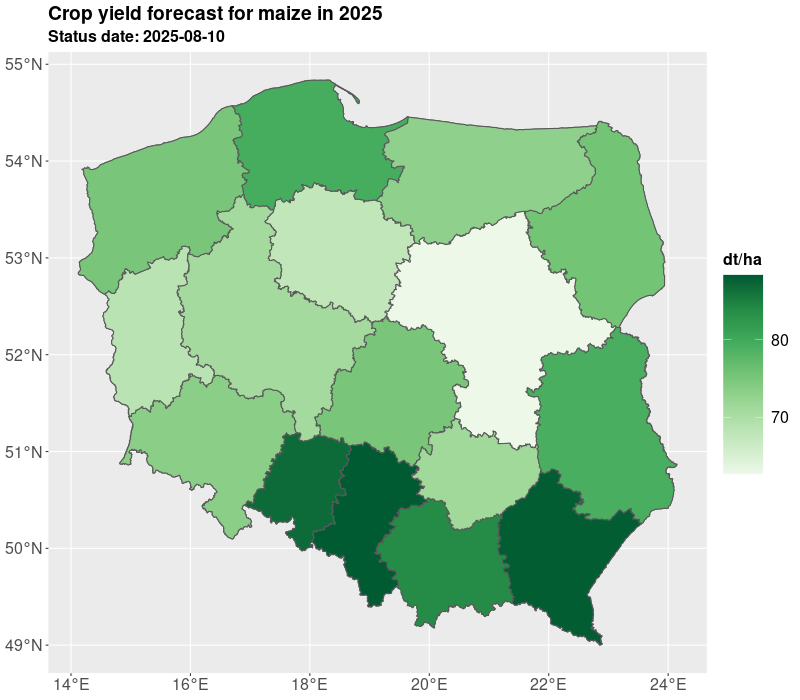 Crop yield forecast for maize in 2025
Status date: 2025-08-10
55°N
54°N
53°N
52°N
51°N
50°N
49°N
14°E
16°E
18°E
20°E
22°E
24°E
dt/ha
80
70